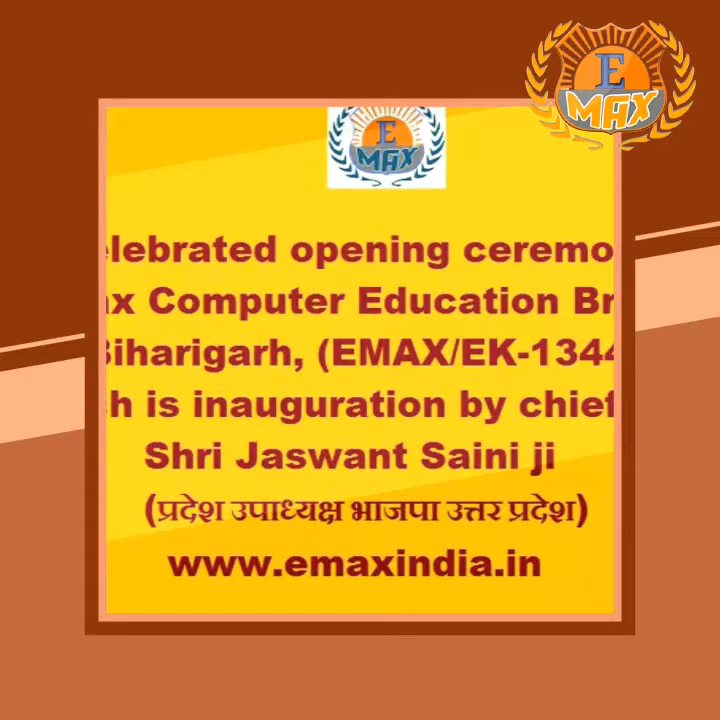 E
MAX
E
MAX
elebrated opening ceremo
ax Computer Education Br
Biharigarh, (EMAX/EK-1344
h is inauguration by chief
Shri Jaswant Saini ji
(प्रदेश उपाध्यक्ष भाजपा उत्तर प्रदेश)
www.emaxindia.in